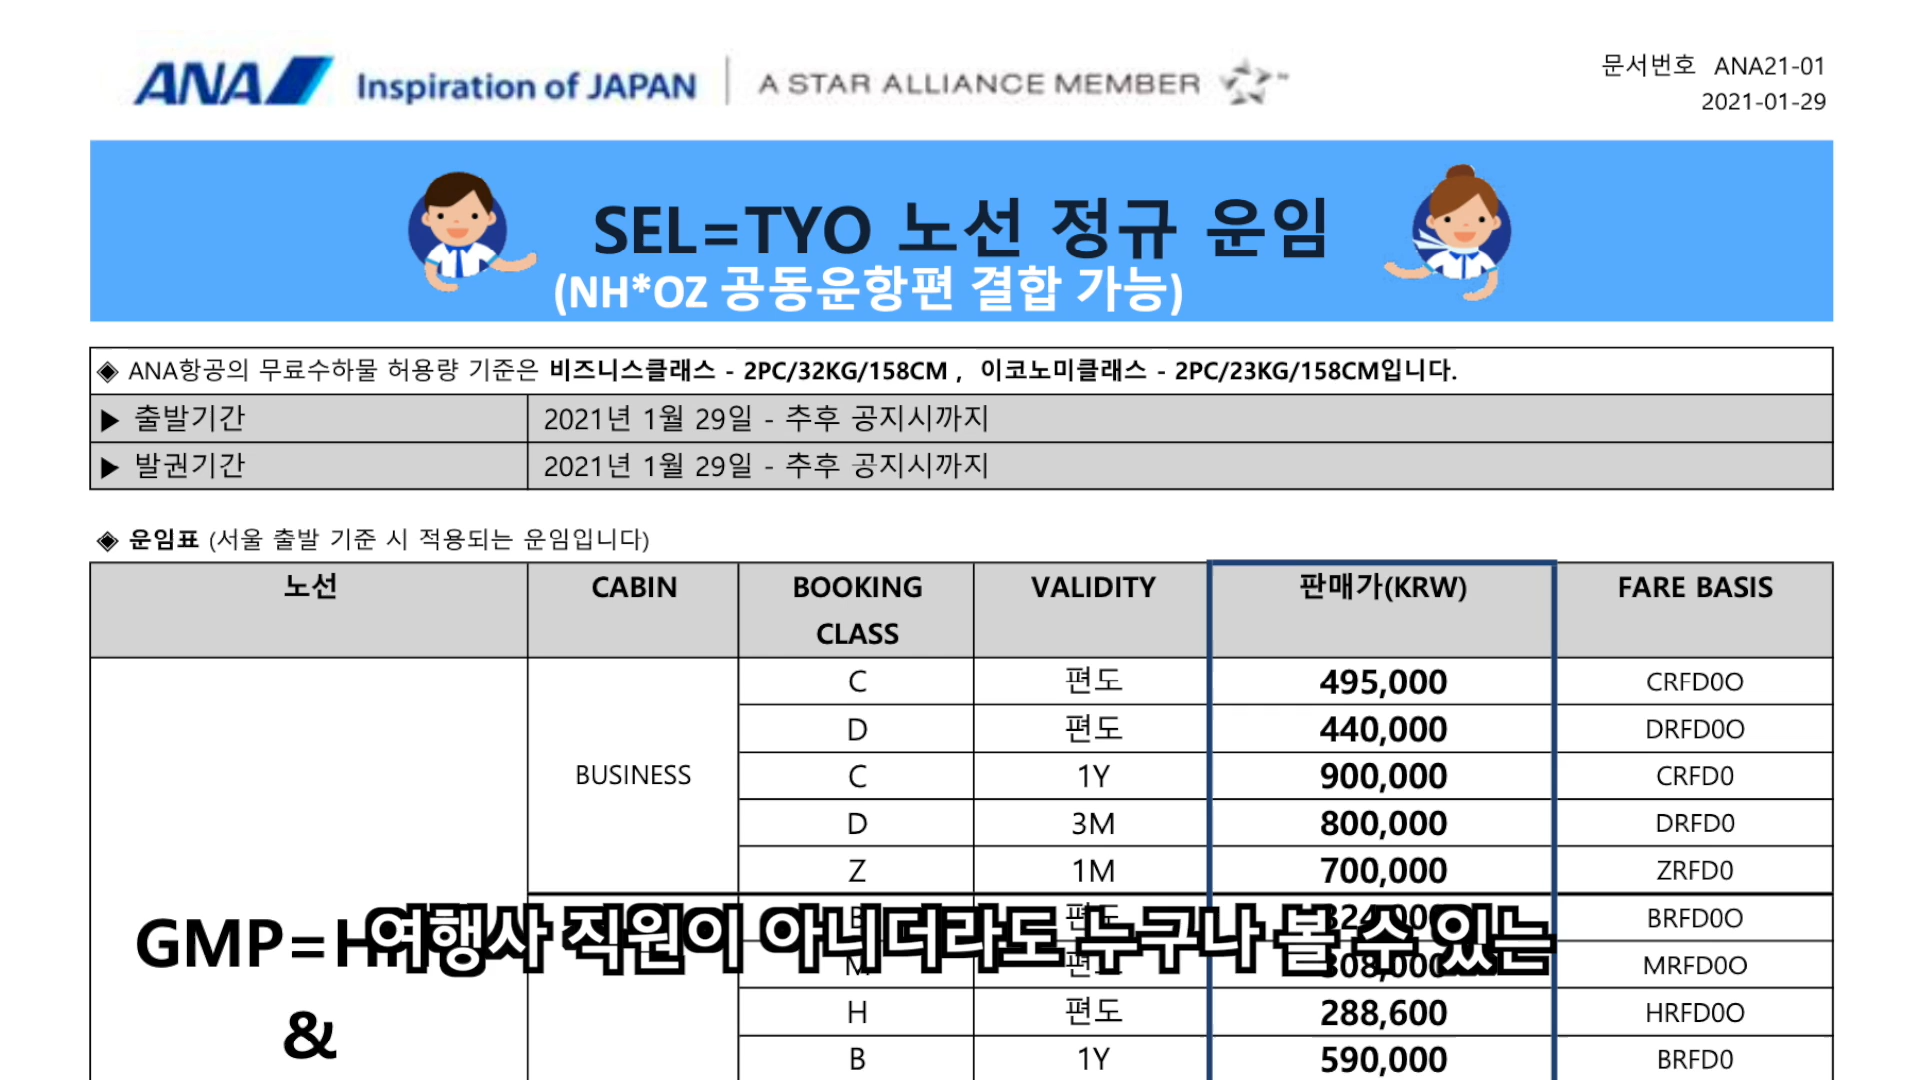 ANA Inspiration of JAPAN A STAR ALLIANCE MEMBER
문서번호 ANA21-01
2021-01-29
SEL=TYO 노선 정규 운임
(NH*OZ 공동운항편 결합 가능)
◈ ANA항공의 무료수하물 허용량 기준은 비즈니스클래스 - 2PC/32KG/158CM , 이코노미클래스 - 2PC/23KG/158CM입니다.
▶ 출발기간 2021년 1월 29일 - 추후 공지시까지
▶ 발권기간 2021년 1월 29일 - 추후 공지시까지
◈ 운임표 (서울 출발 기준 시 적용되는 운임입니다)
노선 CABIN BOOKING CLASS VALIDITY 판매가(KRW) FARE BASIS
C 편도 495,000 CRFD0O
D 편도 440,000 DRFD0O
BUSINESS C 1Y 900,000 CRFD0
D 3M 800,000 DRFD0
Z 1M 700,000 ZRFD0
편도 BRFD0O
GMP=
여행사 직원이 아니더라도 누구나 볼 수 있는
M 편도 308,000 MRFD0O
& H 편도 288,600 HRFD0O
B 1Y 590,000 BRFD0